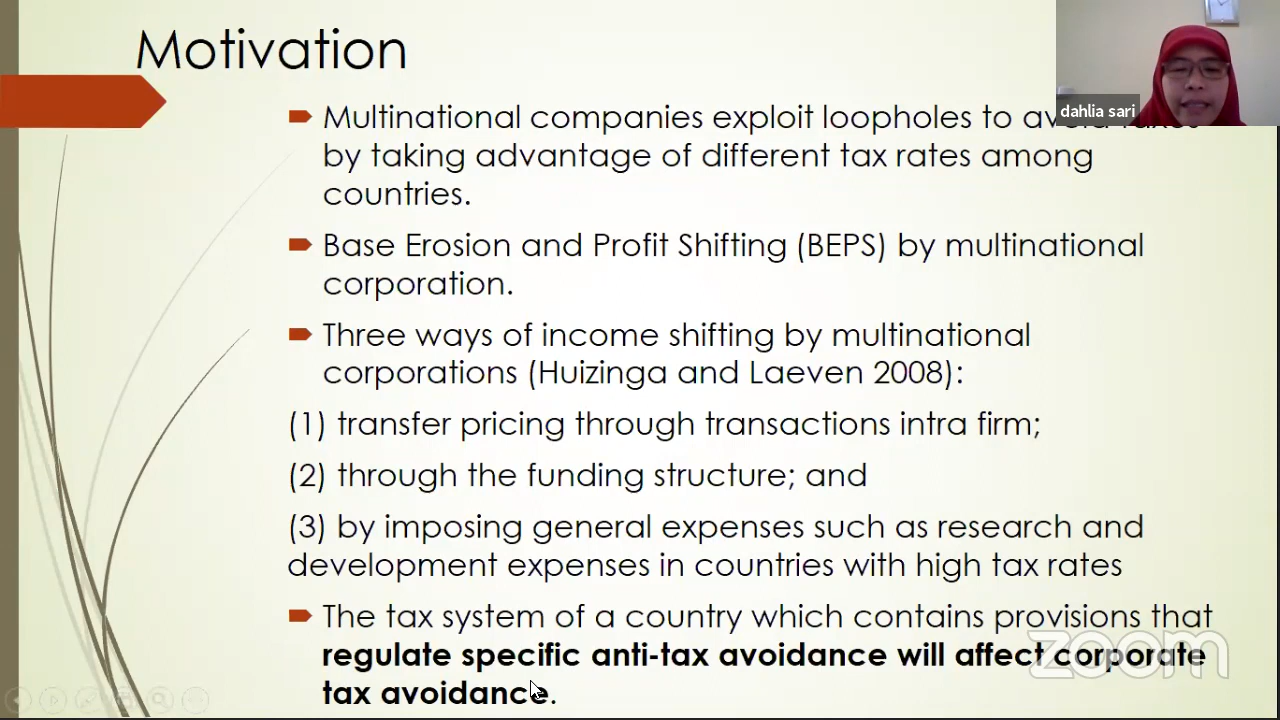 Motivation
dahlia sari
Multinational companies exploit loopholes to avoid taxes
by taking advantage of different tax rates among
countries.
Base Erosion and Profit Shifting (BEPS) by multinational
corporation.
Three ways of income shifting by multinational
corporations (Huizinga and Laeven 2008):
(1) transfer pricing through transactions intra firm;
(2) through the funding structure; and
(3) by imposing general expenses such as research and
development expenses in countries with high tax rates
The tax system of a country which contains provisions that
regulate specific anti-tax avoidance will affect corporate
tax avoidance.
zoom